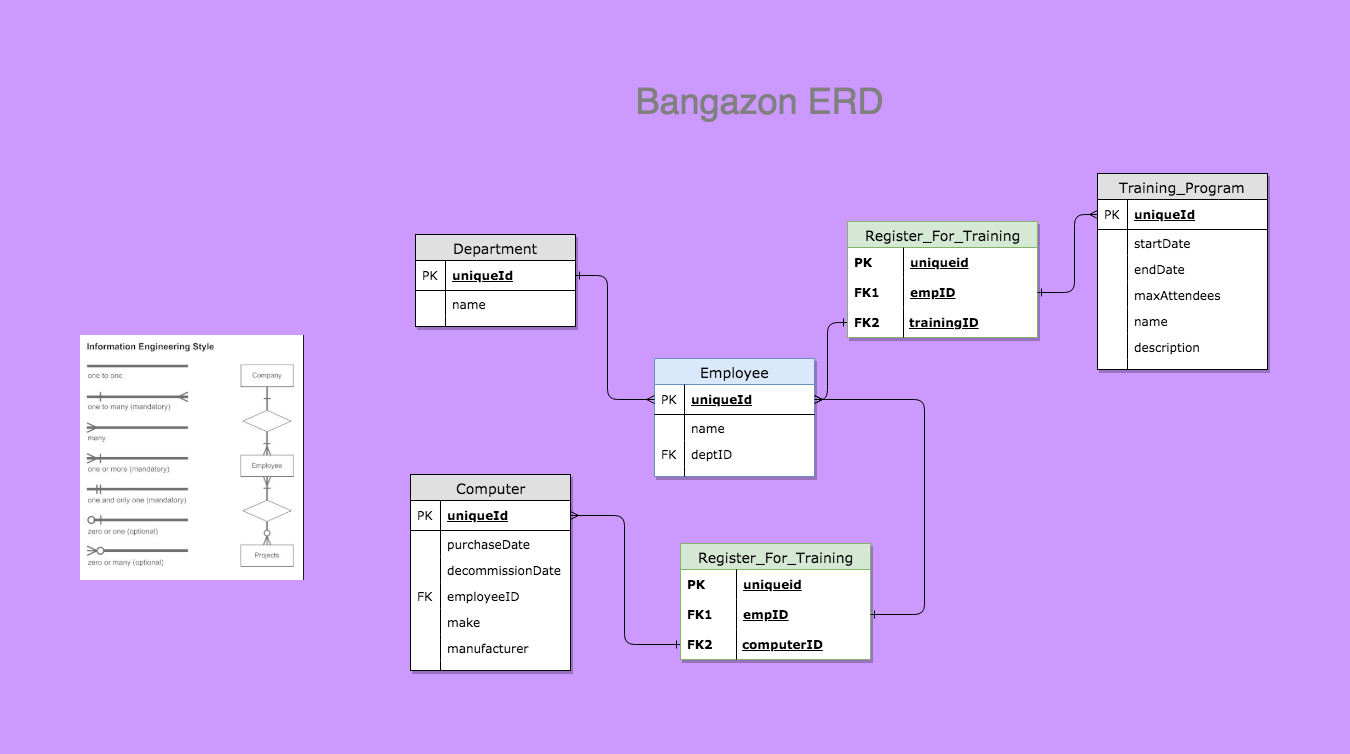 Bangazon ERD
Training_Program
PK uniqueId
startDate
endDate
maxAttendees
name
description
Register_For_Training
PK uniqueid
FK1 empID
FK2 trainingID
Department
PK uniqueId
name
Employee
PK uniqueId
name
FK deptID
Information Engineering Style
one to one
one to many (mandatory)
many
one or more (mandatory)
one and only one (mandatory)
zero or one (optional)
zero or many (optional)
Company
Employee
Projects
Computer
PK uniqueId
purchaseDate
decommissionDate
FK employeeID
make
manufacturer
Register_For_Training
PK uniqueid
FK1 empID
FK2 computerID